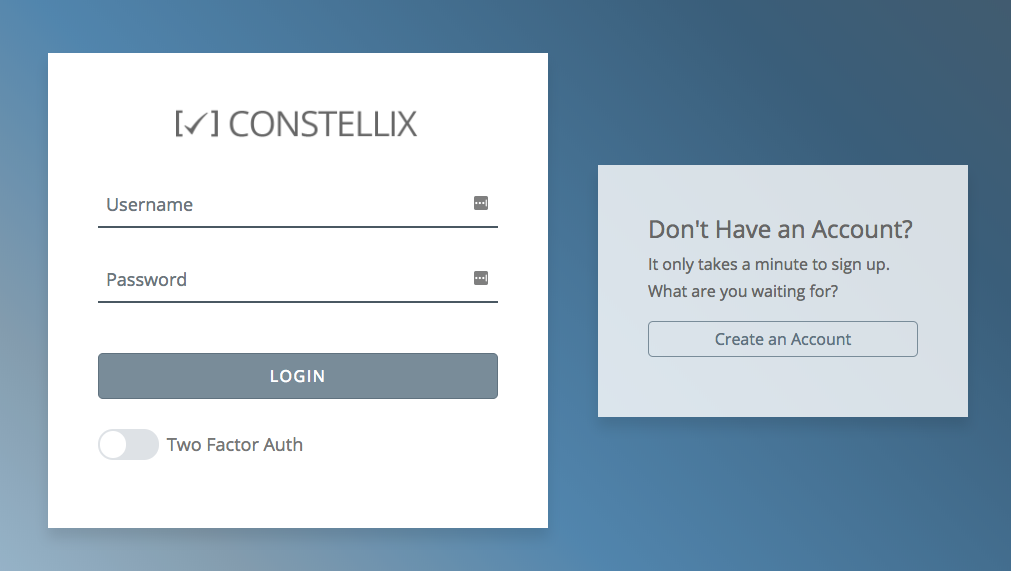 [✓] CONSTELLIX
Username
Password
LOGIN
Two Factor Auth
Don't Have an Account?
It only takes a minute to sign up.
What are you waiting for?
Create an Account